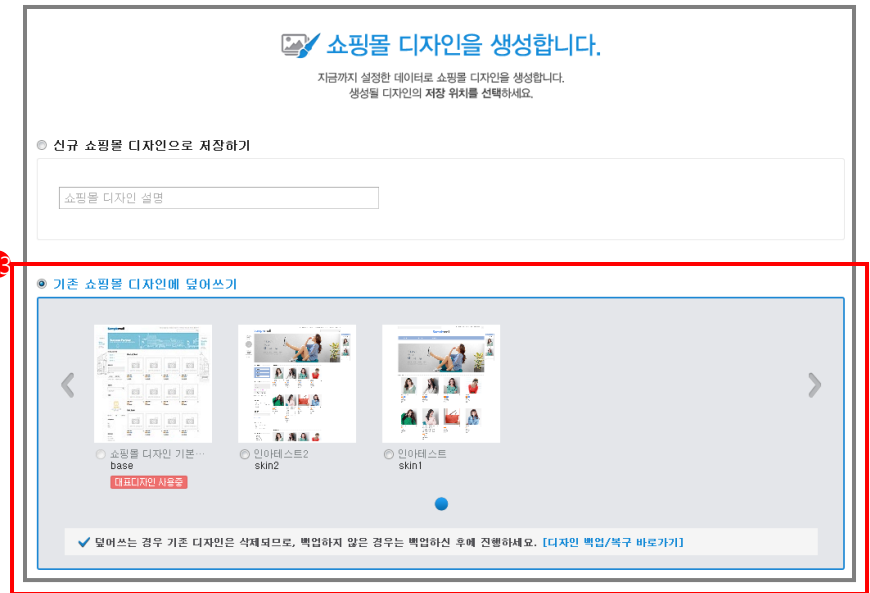 쇼핑몰 디자인을 생성합니다.
지금까지 설정한 데이터로 쇼핑몰 디자인을 생성합니다.
생성될 디자인의 저장 위치를 선택하세요.
신규 쇼핑몰 디자인으로 저장하기
쇼핑몰 디자인 설명
3
기존 쇼핑몰 디자인에 덮어쓰기
쇼핑몰 디자인 기본…
base
대표디자인 사용중
인아테스트2
skin2
인아테스트
skin1
덮어쓰는 경우 기존 디자인은 삭제되므로, 백업하지 않은 경우는 백업하신 후에 진행하세요. [디자인 백업/복구 바로가기]